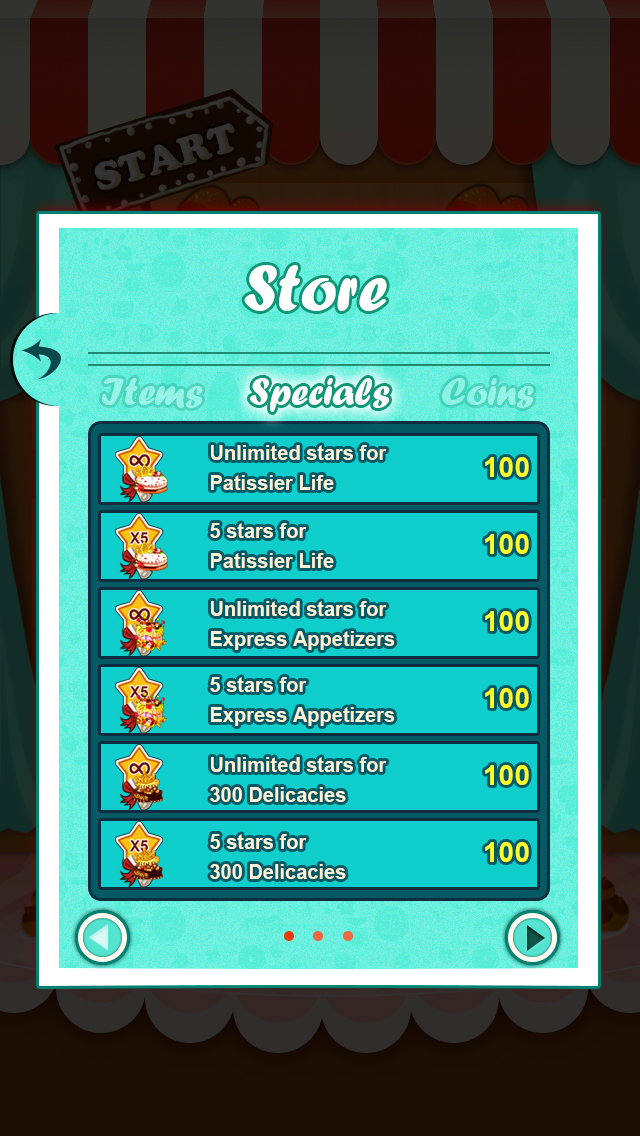 START
Store
Items Specials Coins
∞
Unlimited stars for
Patissier Life
100
X5
5 stars for
Patissier Life
100
∞
Unlimited stars for
Express Appetizers
100
X5
5 stars for
Express Appetizers
100
∞
Unlimited stars for
300 Delicacies
100
X5
5 stars for
300 Delicacies
100